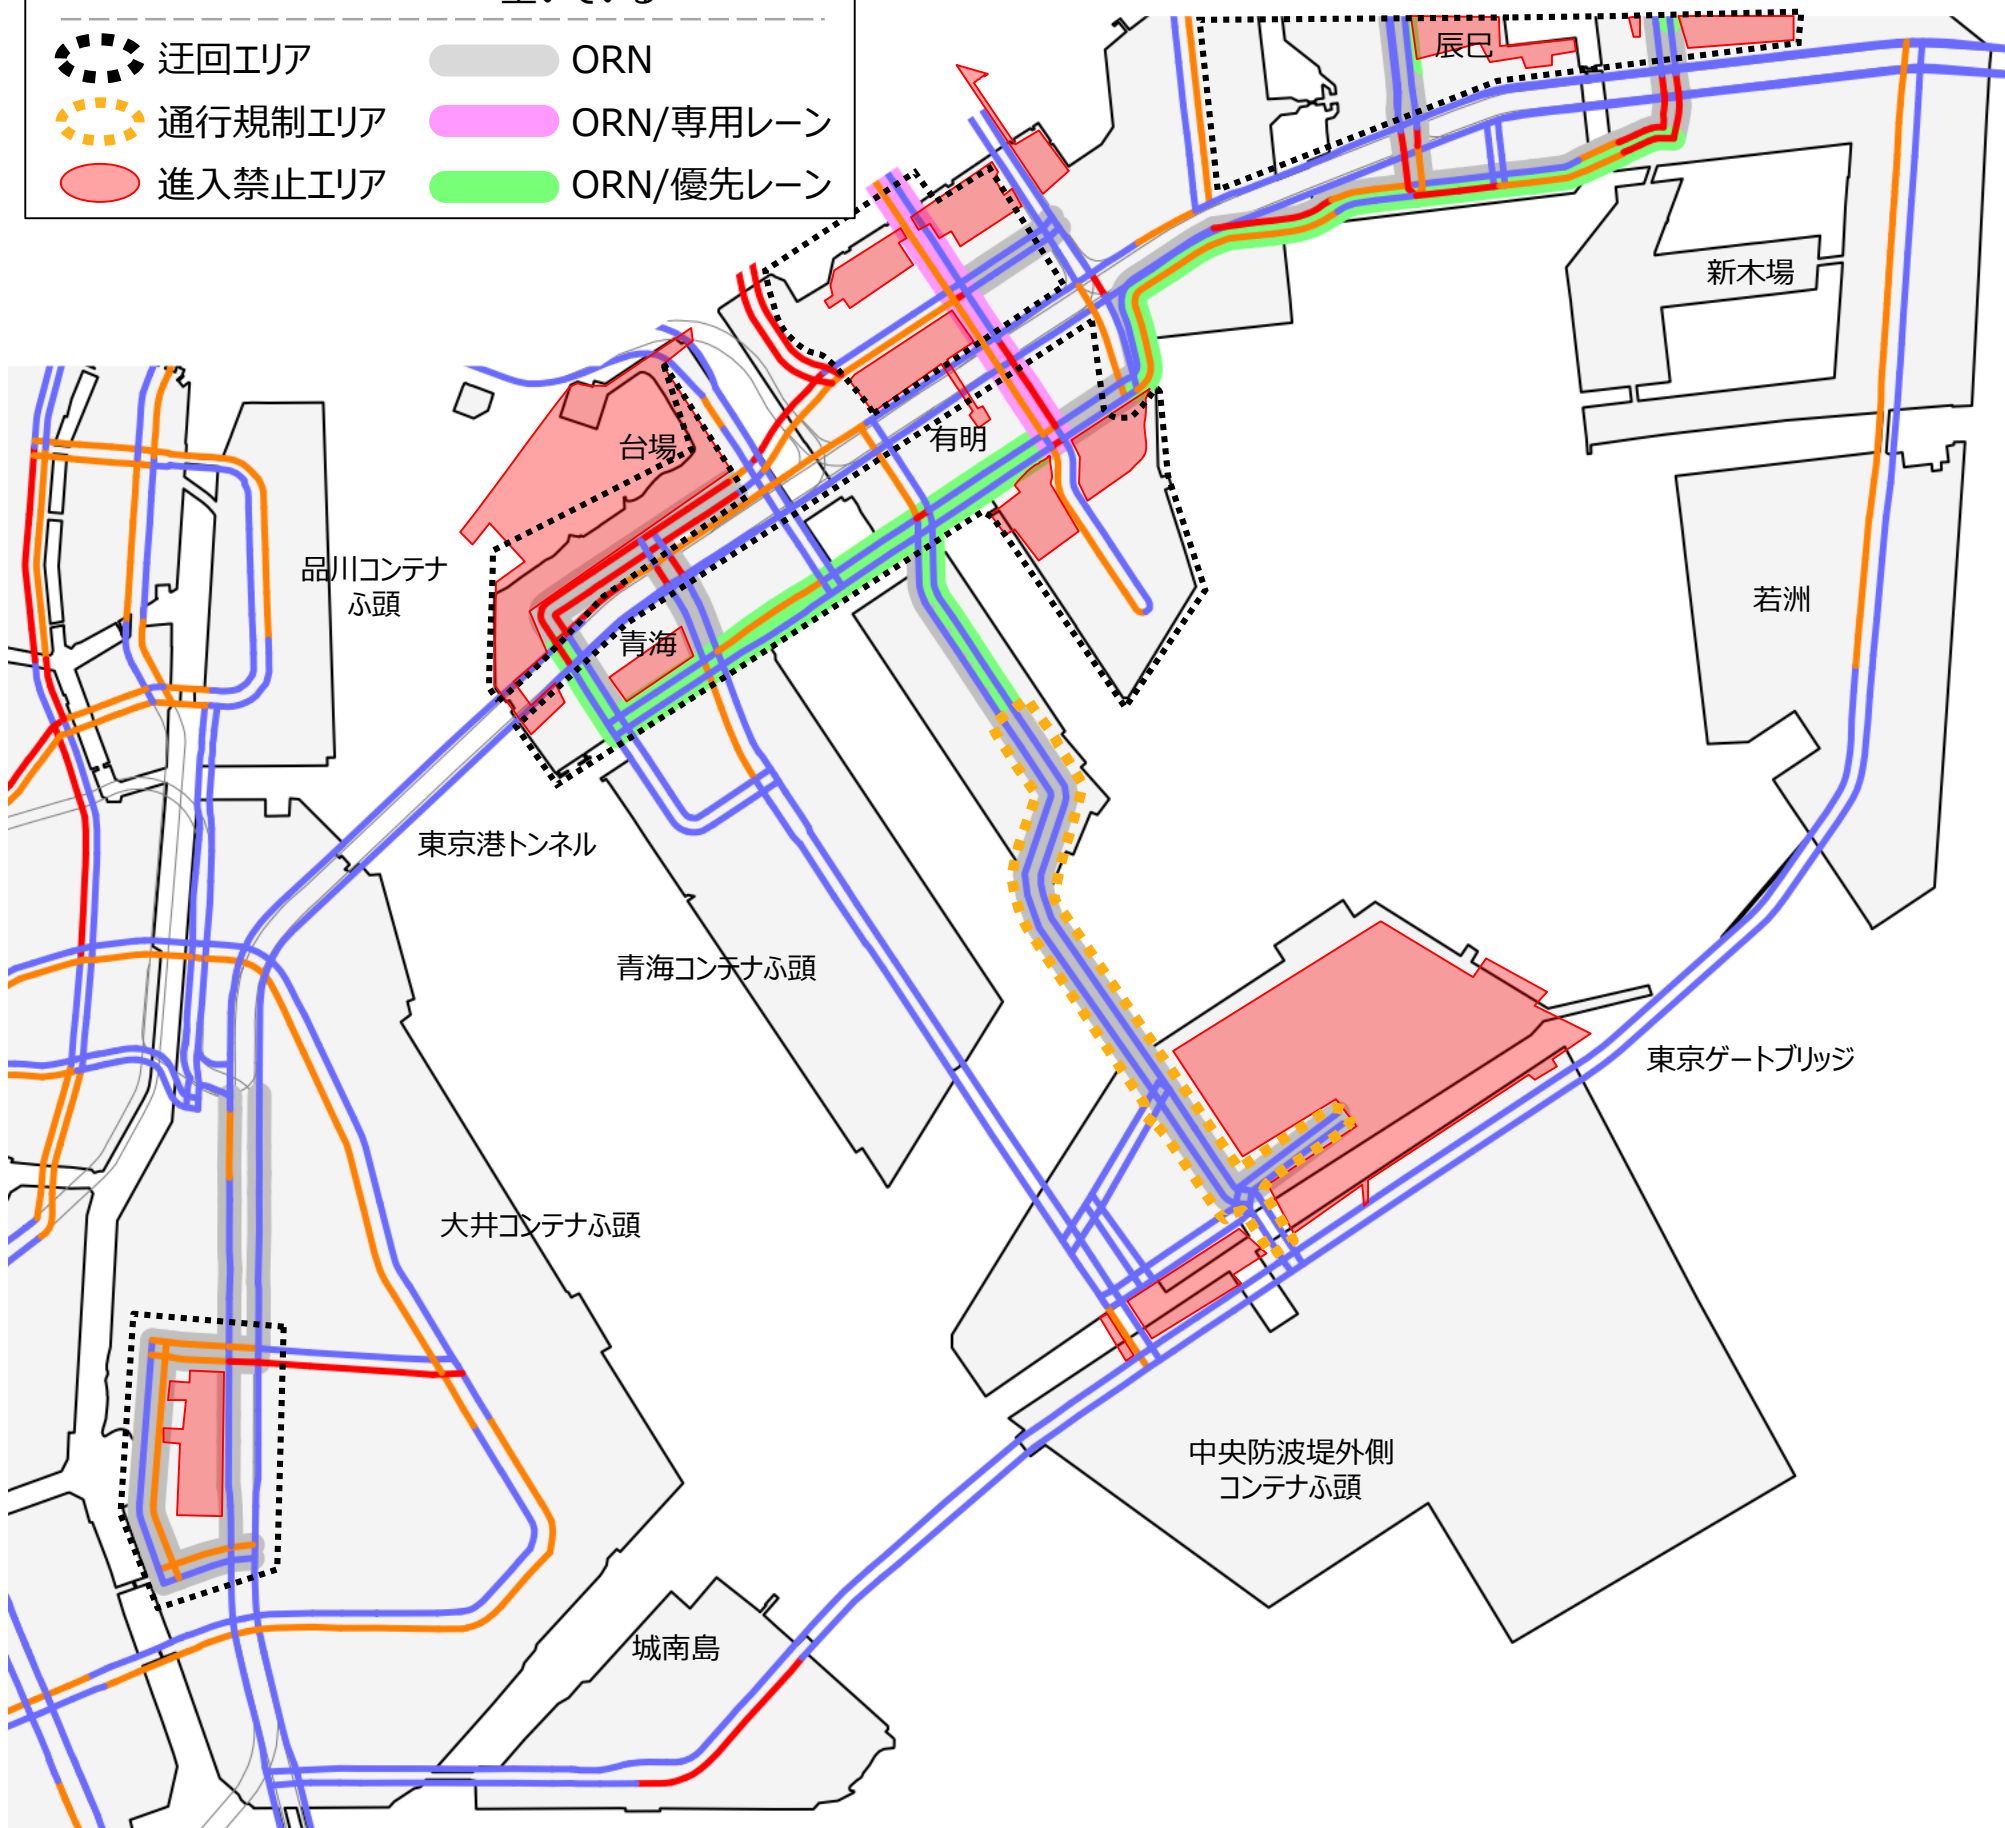 空いている
迂回エリア
ORN
通行規制エリア
ORN/専用レーン
進入禁止エリア
ORN/優先レーン
辰巳
新木場
台場
有明
品川コンテナ
ふ頭
若洲
青海
東京港トンネル
青海コンテナふ頭
東京ゲートブリッジ
大井コンテナふ頭
中央防波堤外側
コンテナふ頭
城南島